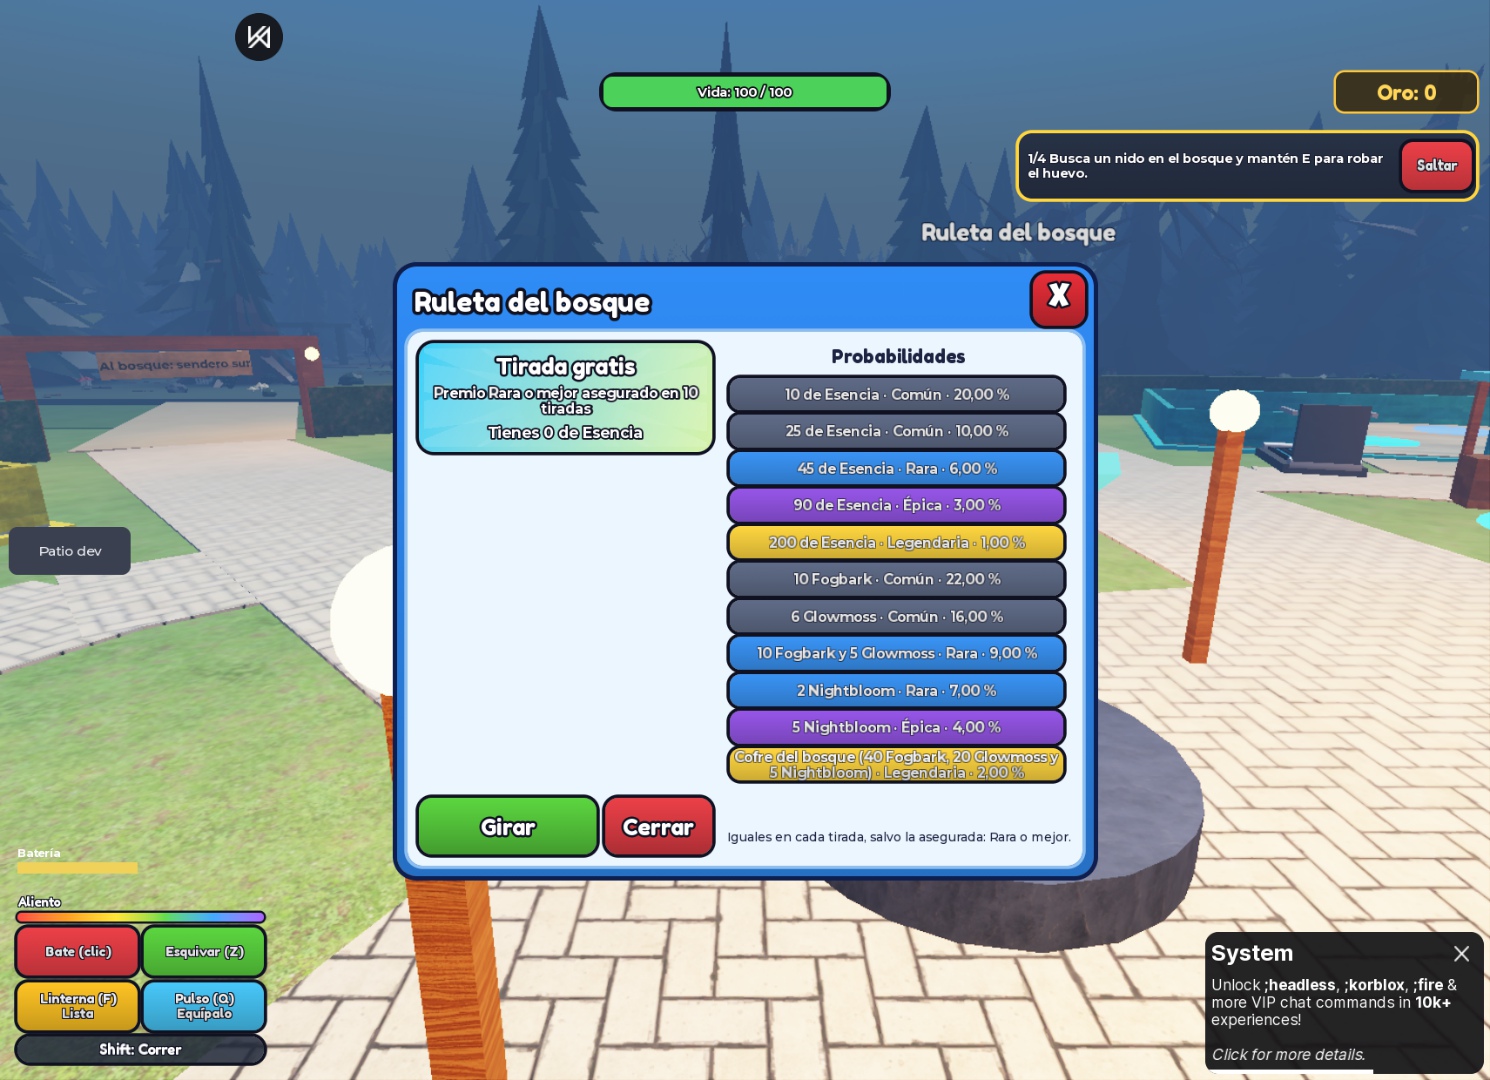 Vida: 100 / 100
Oro: 0
1/4 Busca un nido en el bosque y mantén E para robar
el huevo.
Saltar
Ruleta del bosque
Ruleta del bosque
X
Al bosque: sendero sur
Tirada gratis
Premio Rara o mejor asegurado en 10
tiradas
Tienes 0 de Esencia
Probabilidades
10 de Esencia · Común · 20,00 %
25 de Esencia · Común · 10,00 %
45 de Esencia · Rara · 6,00 %
90 de Esencia · Épica · 3,00 %
200 de Esencia · Legendaria · 1,00 %
10 Fogbark · Común · 22,00 %
6 Glowmoss · Común · 16,00 %
10 Fogbark y 5 Glowmoss · Rara · 9,00 %
2 Nightbloom · Rara · 7,00 %
5 Nightbloom · Épica · 4,00 %
Cofre del bosque (40 Fogbark, 20 Glowmoss y
5 Nightbloom) · Legendaria · 2,00 %
Girar
Cerrar
Iguales en cada tirada, salvo la asegurada: Rara o mejor.
Patio dev
Batería
Aliento
Bate (clic)
Esquivar (Z)
Linterna (F)
Lista
Pulso (Q)
Equípalo
Shift: Correr
System
Unlock ;headless, ;korblox, ;fire &
more VIP chat commands in 10k+
experiences!
Click for more details.